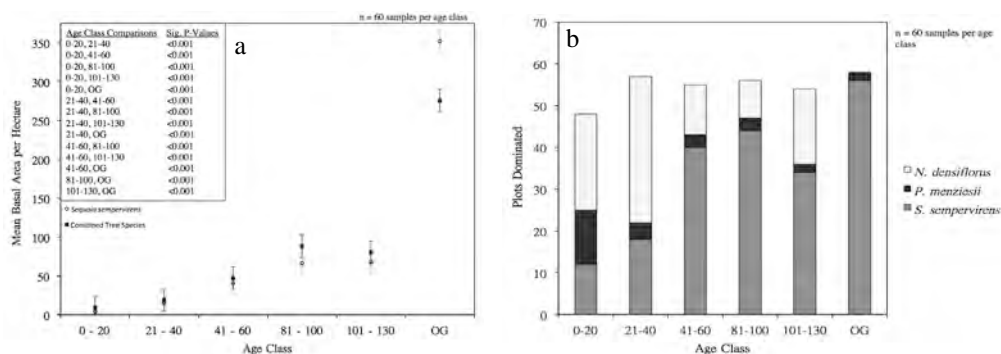 n = 60 samples per age class
a
Age Class Comparisons Sig. P-Values
0-20, 21-40 <0.001
0-20, 41-60 <0.001
0-20, 81-100 <0.001
0-20, 101-130 <0.001
0-20, OG <0.001
21-40, 41-60 <0.001
21-40, 81-100 <0.001
21-40, 101-130 <0.001
21-40, OG <0.001
41-60, 81-100 <0.001
41-60, 101-130 <0.001
41-60, OG <0.001
81-100, OG <0.001
101-130, OG <0.001
Sequoia sempervirens
Combined Tree Species
Mean Basal Area per Hectare
350
300
250
200
150
100
50
0
0 - 20 21 - 40 41 - 60 81 - 100 101 - 130 OG
Age Class
b
n = 60 samples per age
class
Plots Dominated
70
60
50
40
30
20
10
0
0-20 21-40 41-60 81-100 101-130 OG
Age Class
N. densiflorus
P. menziesii
S. sempervirens